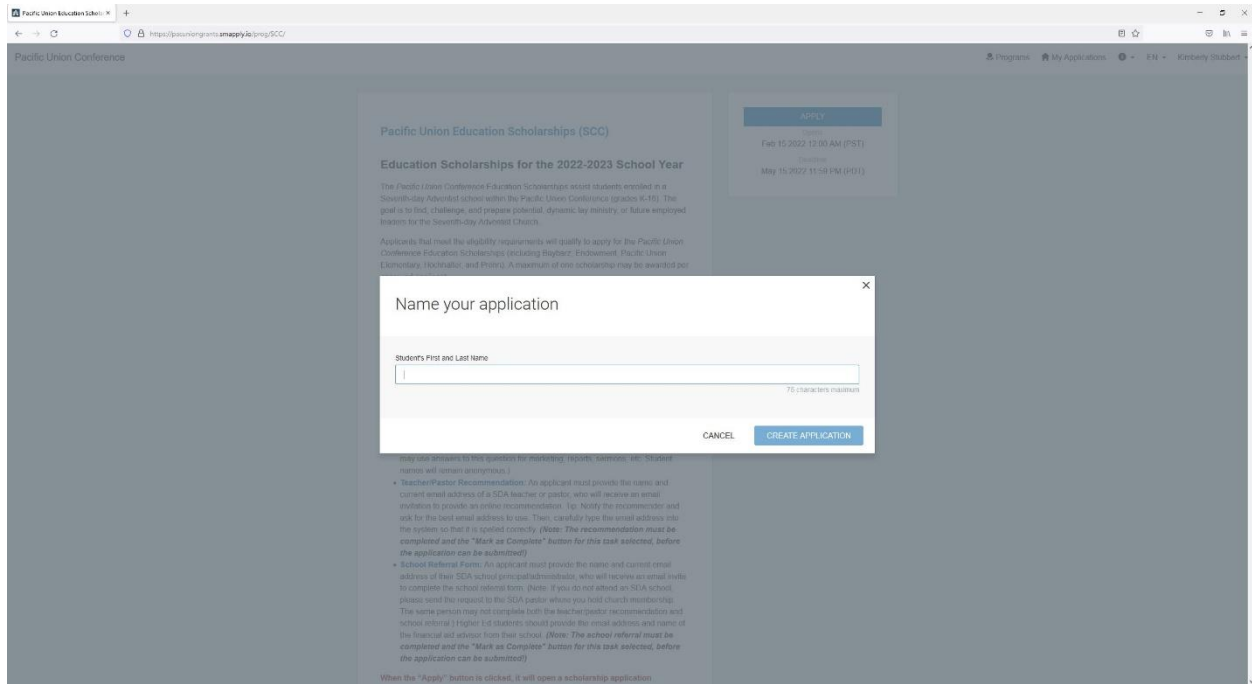 Pacific Union Education Schola
https://pacuniongrants.smapply.io/prog/SCC/
Pacific Union Conference
Programs My Applications EN Kimberly Stubbert
Pacific Union Education Scholarships (SCC)
Education Scholarships for the 2022-2023 School Year
The Pacific Union Conference Education Scholarships assist students enrolled in a
Seventh-day Adventist school within the Pacific Union Conference (grades K-16). The
goal is to find, challenge, and prepare potential, dynamic lay ministry, or future employed
leaders for the Seventh-day Adventist Church.
Applicants that meet the eligibility requirements will qualify to apply for the Pacific Union
Conference Education Scholarships (including Baybarz, Endowment, Pacific Union
Elementary, Hochnaller, and Phillin). A maximum of one scholarship may be awarded per
APPLY
Opens
Feb 15 2022 12:00 AM (PST)
Deadline
May 15 2022 11:59 PM (PDT)
Name your application
Student's First and Last Name
75 characters maximum
CANCEL CREATE APPLICATION
may use answers to this question for marketing, reports, sermons, etc. Student
names will remain anonymous.)
Teacher/Pastor Recommendation: An applicant must provide the name and
current email address of a SDA teacher or pastor, who will receive an email
invitation to provide an online recommendation. Tip: Notify the recommender and
ask for the best email address to use. Then, carefully type the email address into
the system so that it is spelled correctly. (Note: The recommendation must be
completed and the "Mark as Complete" button for this task selected, before
the application can be submitted!)
School Referral Form: An applicant must provide the name and current email
address of their SDA school principal/administrator, who will receive an email invite
to complete the school referral form. (Note: if you do not attend an SDA school,
please send the request to the SDA pastor where you hold church membership.
The same person may not complete both the teacher/pastor recommendation and
school referral.) Higher Ed students should provide the email address and name of
the financial aid advisor from their school. (Note: The school referral must be
completed and the "Mark as Complete" button for this task selected, before
the application can be submitted!)
When the "Apply" button is clicked, it will open a scholarship application